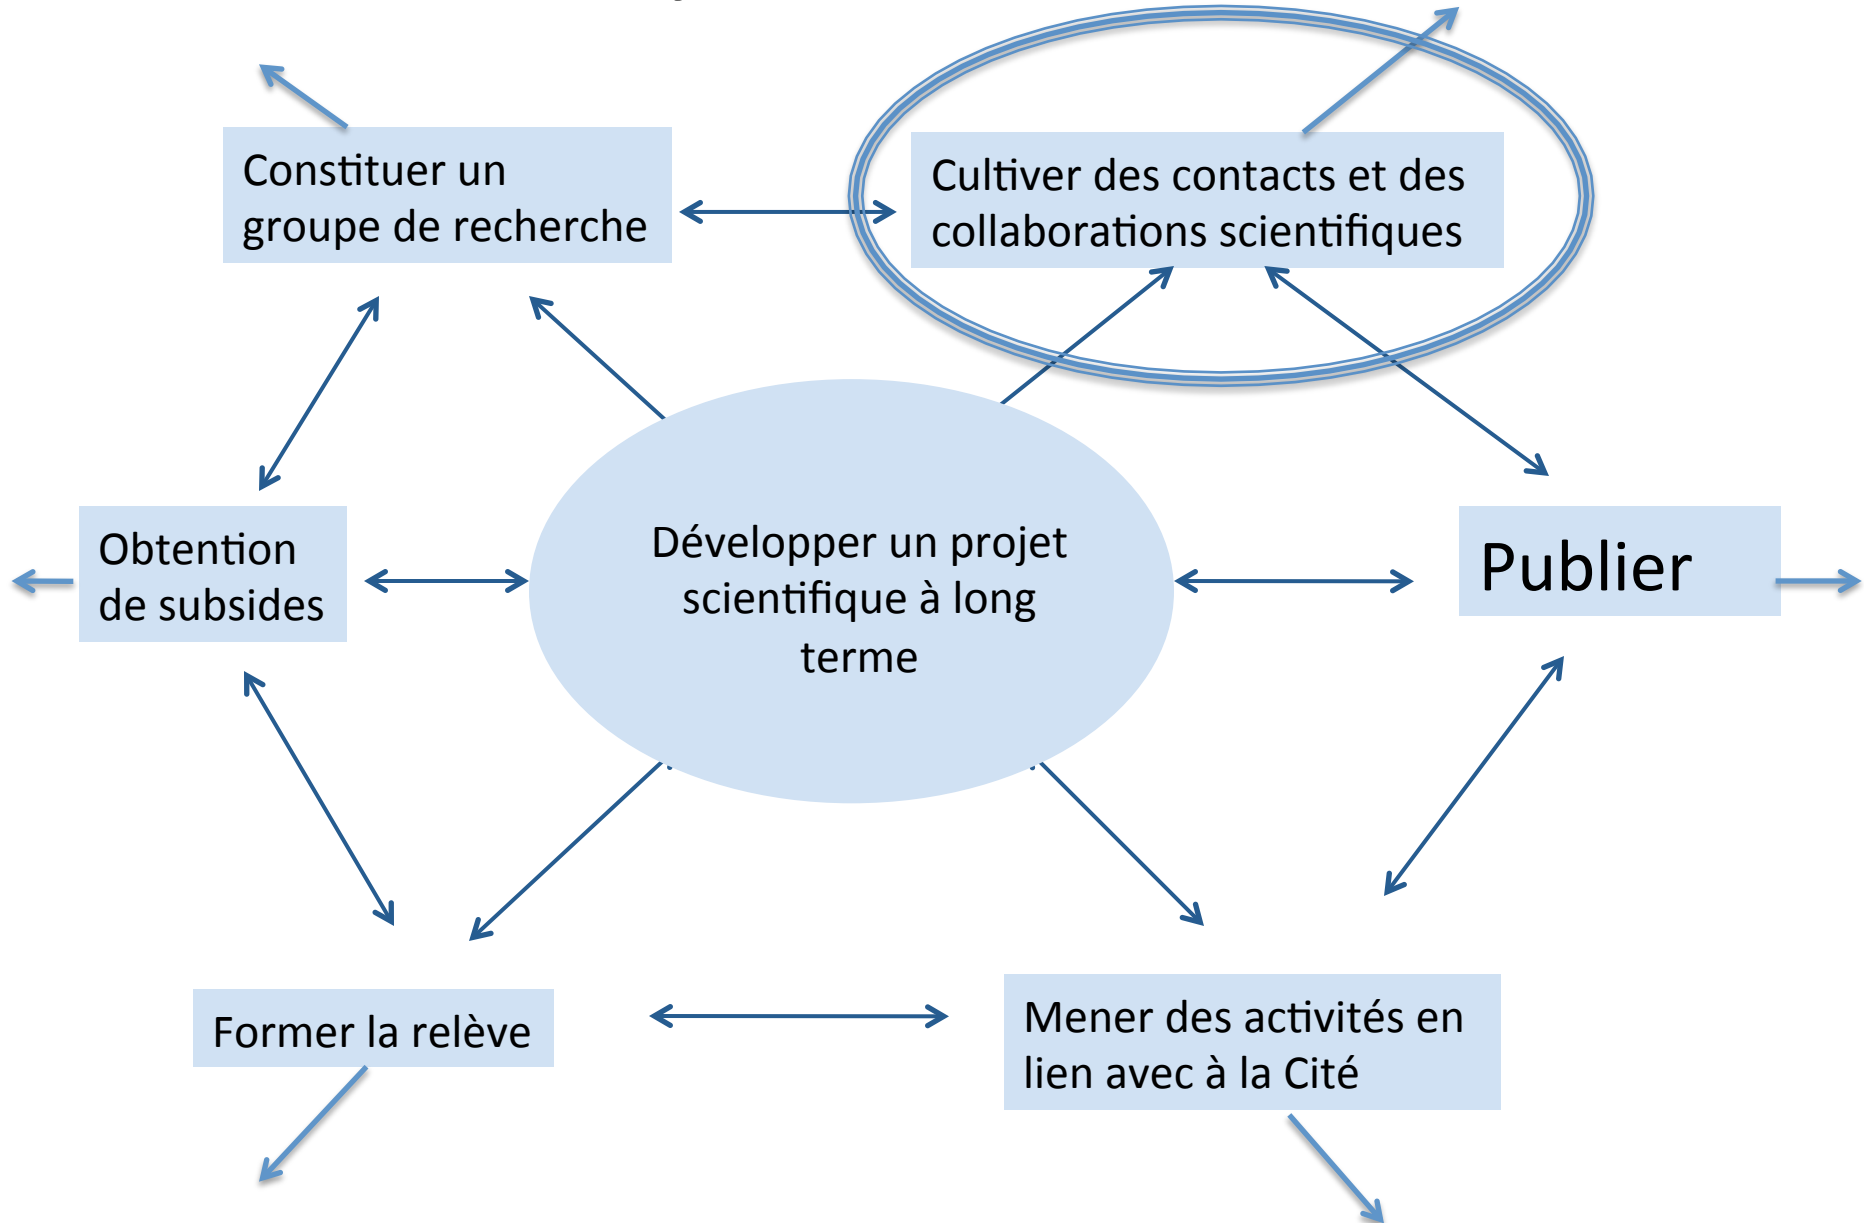 Constituer un
groupe de recherche
Cultiver des contacts et des
collaborations scientifiques
Développer un projet
scientifique à long
terme
Obtention
de subsides
Publier
Former la relève
Mener des activités en
lien avec à la Cité